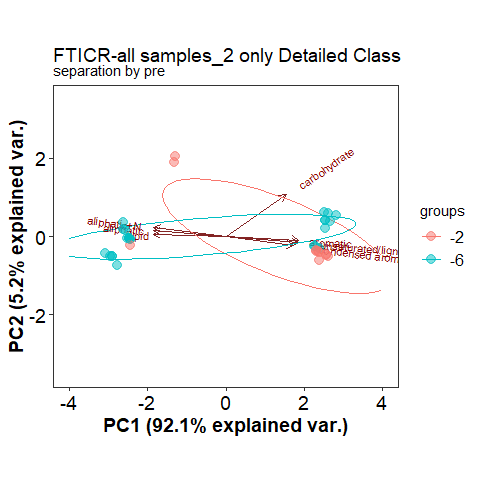 FTICR-all samples_2 only Detailed Class
separation by pre
carbohydrate
aromatic
groups
-2
-6
2
0
-2
-4
-2
0
2
4
PC1 (92.1% explained var.)
PC2 (5.2% explained var.)